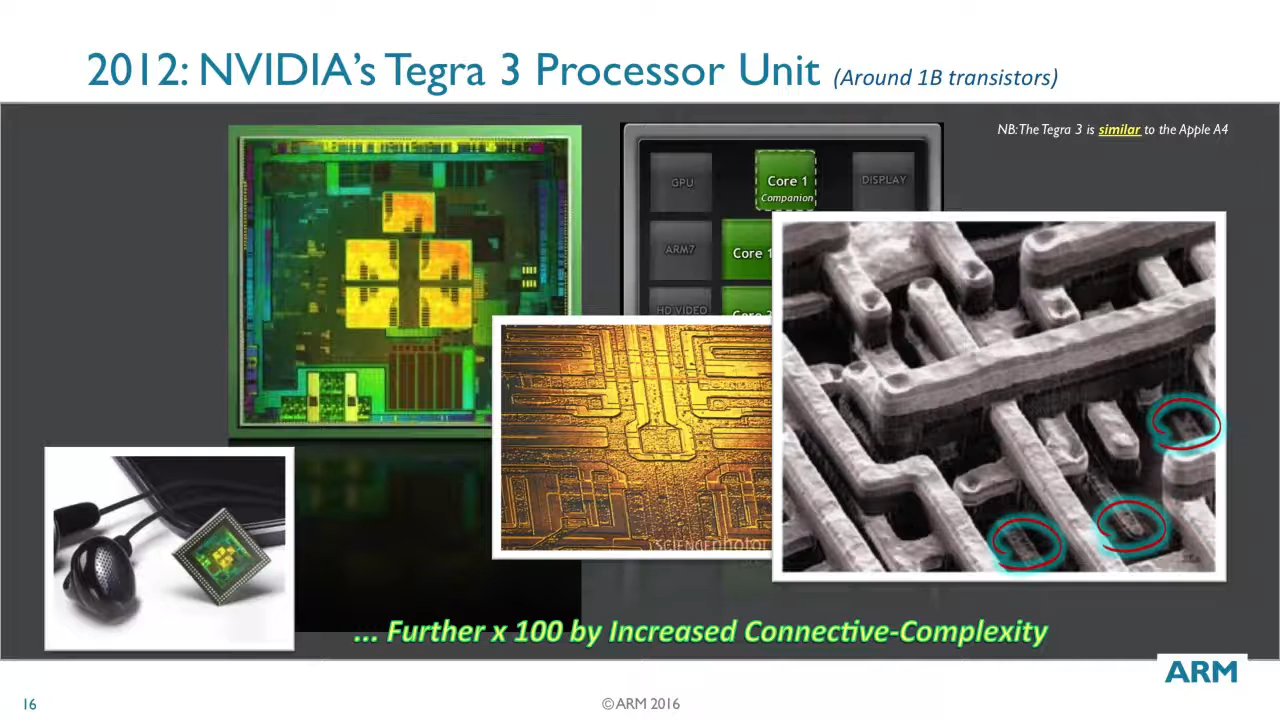 2012: NVIDIA’s Tegra 3 Processor Unit (Around 1B transistors)
NB: The Tegra 3 is similar to the Apple A4
GPU
Core 1
Companion
DISPLAY
ARM7
Core 1
HD VIDEO
SCIENCEPHOTOL
... Further x 100 by Increased Connective-Complexity
ARM
16
© ARM 2016